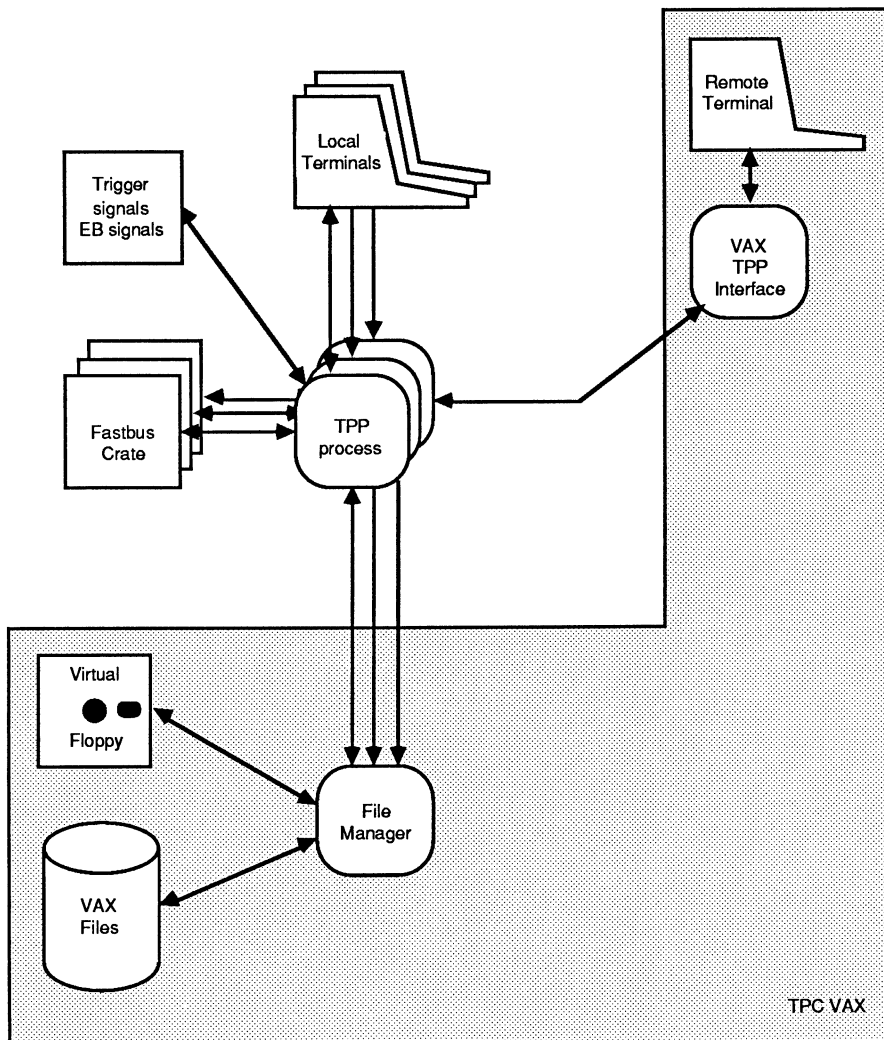 Remote
Terminal
Local
Terminals
Trigger
signals
EB signals
VAX
TPP
Interface
Fastbus
Crate
TPP
process
Virtual
Floppy
File
Manager
VAX
Files
TPC VAX